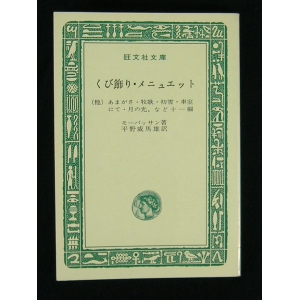 旺文社文庫
くび飾り・メニュエット
(他) あまがさ・牧歌・初雪・車室
にて・月の光、など十一編
モーパッサン著
平野威馬雄訳